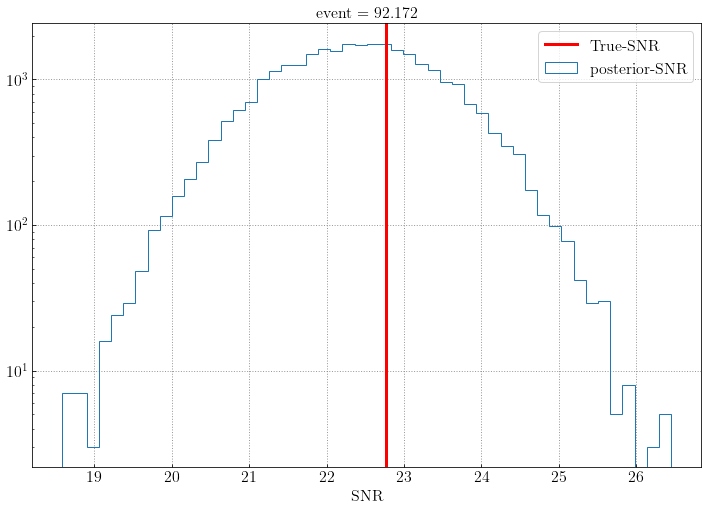 event = 92.172
True-SNR
posterior-SNR
10³
10²
10¹
19 20 21 22 23 24 25 26
SNR